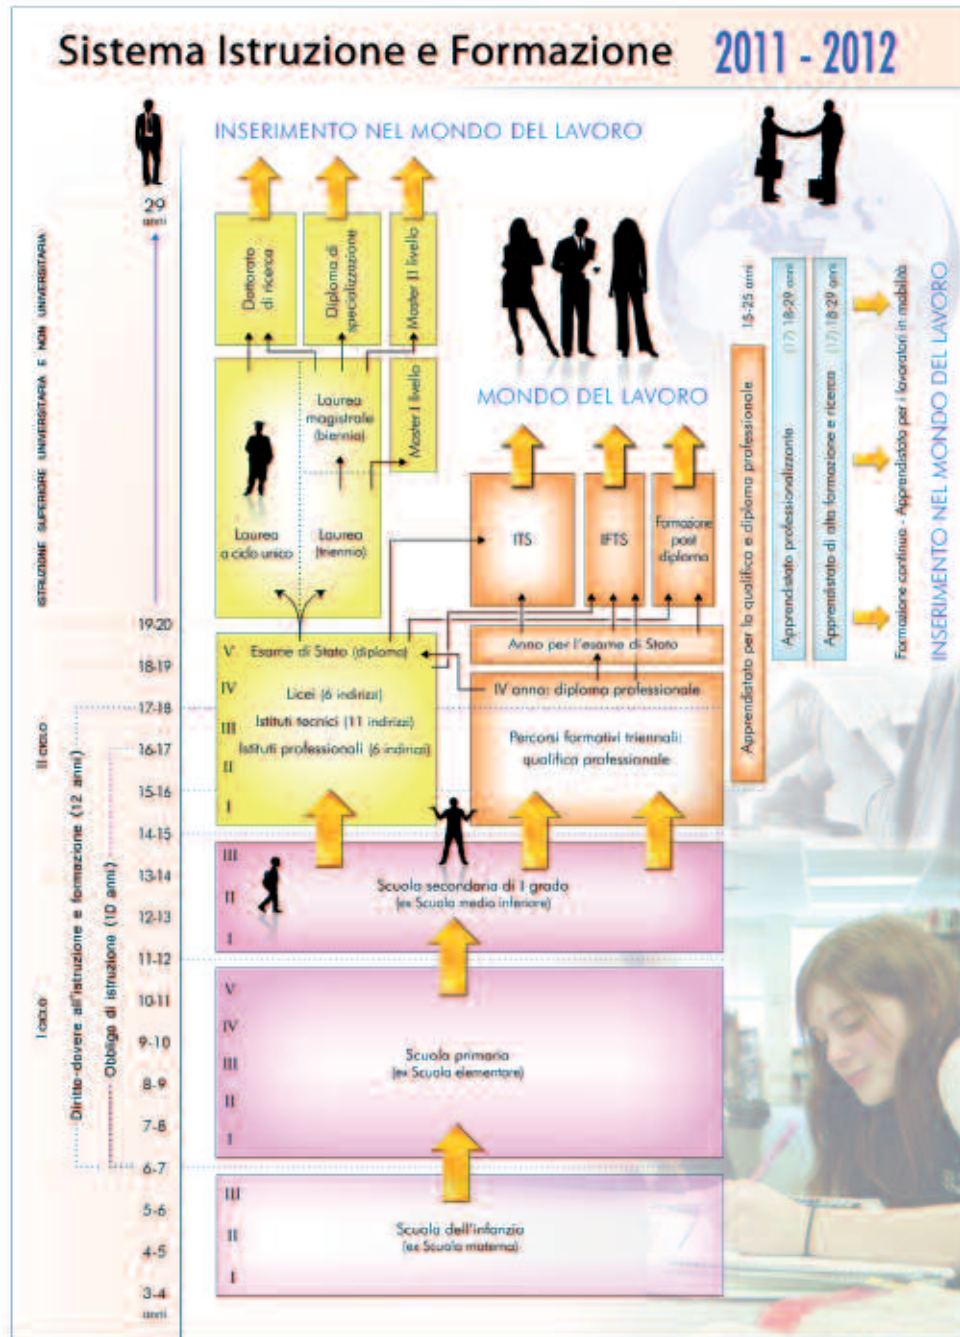 Sistema Istruzione e Formazione 2011 - 2012
INSERIMENTO NEL MONDO DEL LAVORO
29
anni
ISTRUZIONE SUPERIORE UNIVERSITARIA E NON UNIVERSITARIA
Dottorato
di ricerca
Diploma di
specializzazione
Master II livello
Laurea
magistrale
(biennio)
Master I livello
Laurea
a ciclo unico
Laurea
(triennio)
MONDO DEL LAVORO
ITS
IFTS
Formazione
post
diploma
Apprendistato per la qualifica e diploma professionale 15-25 anni
Apprendistato professionalizzante (17) 18-29 anni
Apprendistato di alta formazione e ricerca (17) 18-29 anni
Formazione continua - Apprendistato per i lavoratori in mobilità
INSERIMENTO NEL MONDO DEL LAVORO
19-20
18-19
17-18
16-17
15-16
14-15
13-14
12-13
11-12
10-11
9-10
8-9
7-8
6-7
5-6
4-5
3-4
anni
II CICLO
I CICLO
Diritto-dovere all'istruzione e formazione (12 anni)
Obbligo di istruzione (10 anni)
V
IV
III
II
I
Esame di Stato (diploma)
Licei (6 indirizzi)
Istituti tecnici (11 indirizzi)
Istituti professionali (6 indirizzi)
Anno per l'esame di Stato
IV anno: diploma professionale
Percorsi formativi triennali:
qualifica professionale
III
II
I
Scuola secondaria di I grado
(ex Scuola media inferiore)
V
IV
III
II
I
Scuola primaria
(ex Scuola elementare)
III
II
I
Scuola dell'infanzia
(ex Scuola materna)